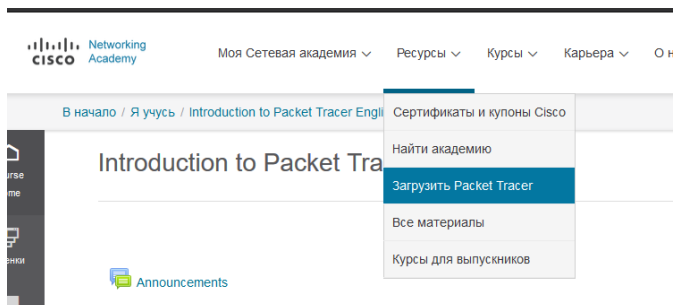 Networking
CISCO Academy
Моя Сетевая академия Ресурсы Курсы Карьера О
В начало / Я учусь / Introduction to Packet Tracer Engli
Сертификаты и купоны Cisco
Найти академию
Introduction to Packet Tra
Загрузить Packet Tracer
Все материалы
Курсы для выпускников
Announcements